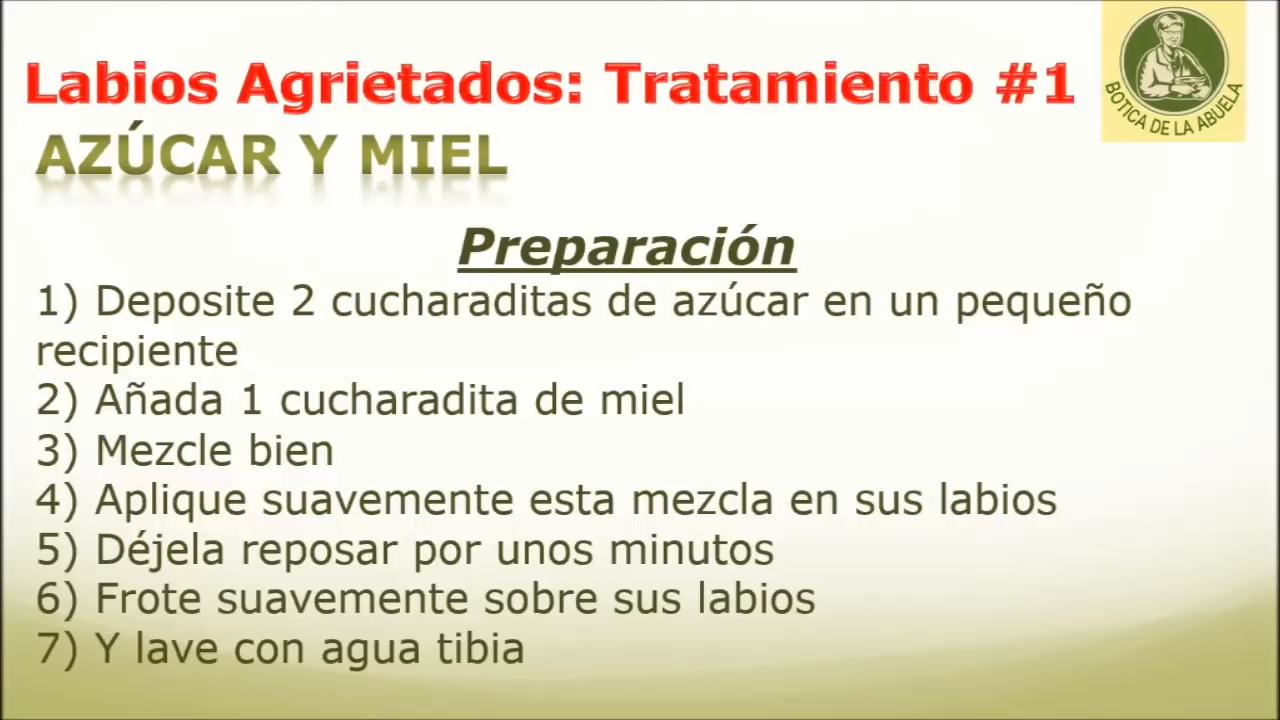 Labios Agrietados: Tratamiento #1
AZÚCAR Y MIEL
BOTICA DE LA ABUELA
Preparación
1) Deposite 2 cucharaditas de azúcar en un pequeño
recipiente
2) Añada 1 cucharadita de miel
3) Mezcle bien
4) Aplique suavemente esta mezcla en sus labios
5) Déjela reposar por unos minutos
6) Frote suavemente sobre sus labios
7) Y lave con agua tibia